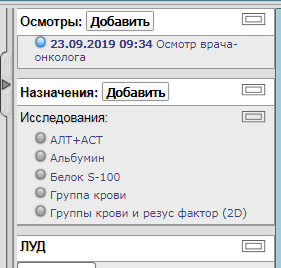 Осмотры: Добавить
23.09.2019 09:34 Осмотр врача-
онколога
Назначения: Добавить
Исследования:
АЛТ+АСТ
Альбумин
Белок S-100
Группа крови
Группы крови и резус фактор (2D)
ЛУД